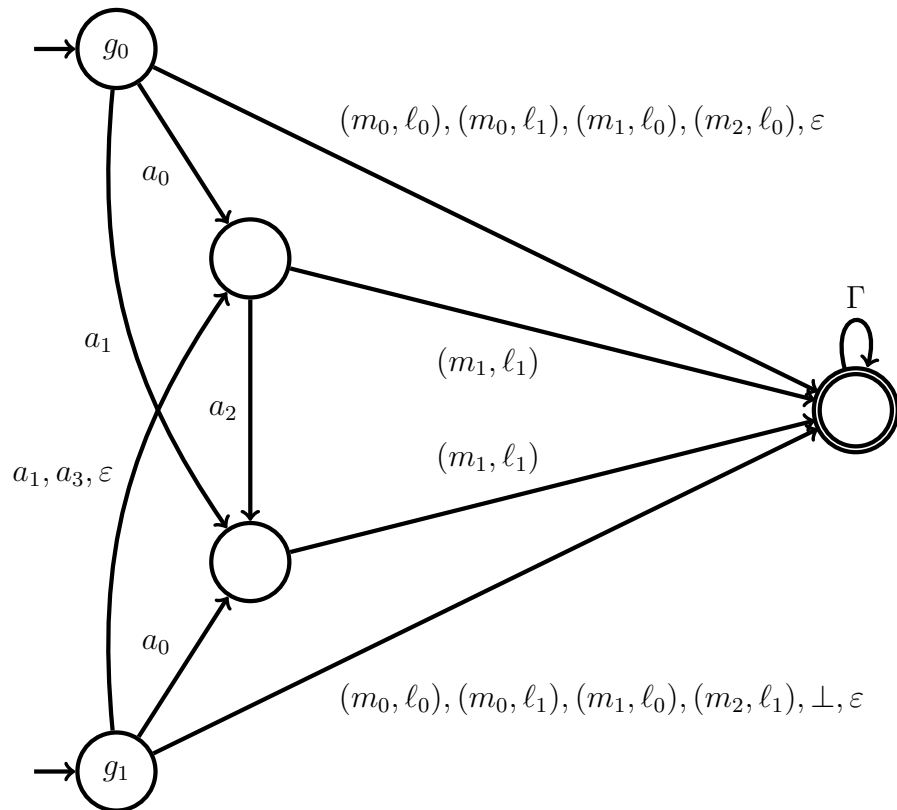 g₀
(m₀, ℓ₀), (m₀, ℓ₁), (m₁, ℓ₀), (m₂, ℓ₀), ε
a₀
Γ
a₁
(m₁, ℓ₁)
a₂
(m₁, ℓ₁)
a₁, a₃, ε
a₀
(m₀, ℓ₀), (m₀, ℓ₁), (m₁, ℓ₀), (m₂, ℓ₁), ⊥, ε
g₁